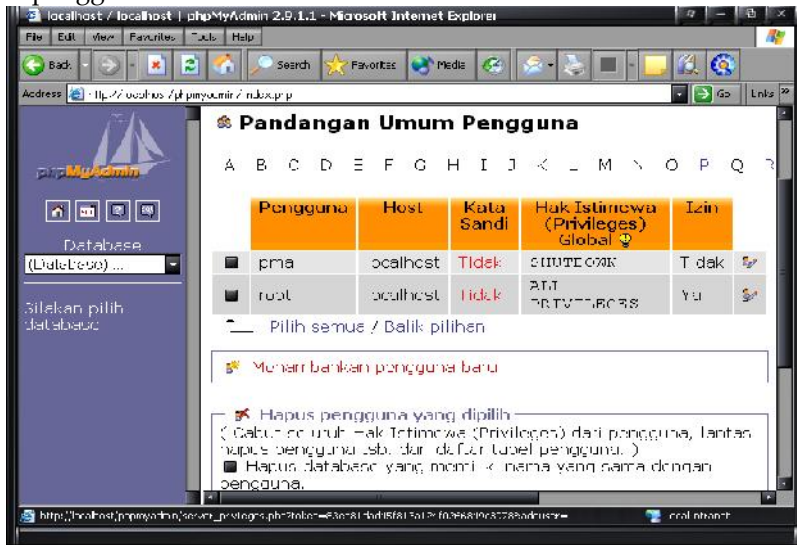 localhost / localhost | phpMyAdmin 2.9.1.1 - Microsoft Internet Explorer
File Edit View Favorites Tools Help
Back Search Favorites Media
Address Go Links »
phpMyAdmin
Database
(Database) ...
Silakan pilih
database
Pandangan Umum Pengguna
A B C D E F G H I J K L M N O P Q R
Pengguna Host Kata Sandi Hak Istimewa (Privileges) Global Izin
pma localhost Tidak SHUTDOWN Tidak
root localhost Tidak ALL PRIVILEGES Ya
Pilih semua / Balik pilihan
Menambahkan pengguna baru
Hapus pengguna yang dipilih
( Cabut seluruh Hak Istimewa (Privileges) dari pengguna, lantas
hapus pengguna tsb. dari daftar tabel pengguna. )
Hapus database yang memiliki nama yang sama dengan
pengguna.
Local intranet